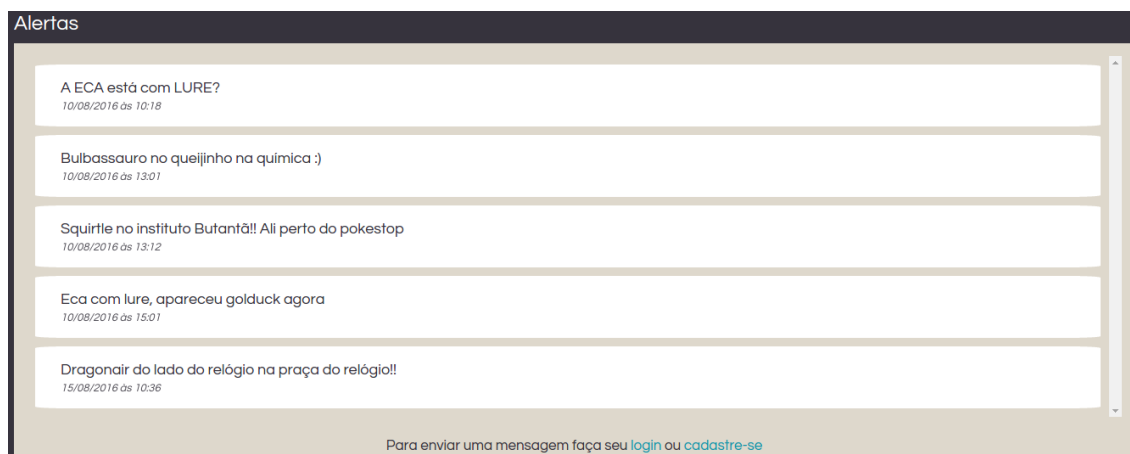 Alertas
A ECA está com LURE?
10/08/2016 às 10:18
Bulbassauro no queijinho na química :)
10/08/2016 às 13:01
Squirtle no instituto Butantã!! Ali perto do pokestop
10/08/2016 às 13:12
Eca com lure, apareceu golduck agora
10/08/2016 às 15:01
Dragonair do lado do relógio na praça do relógio!!
15/08/2016 às 10:36
Para enviar uma mensagem faça seu login ou cadastre-se